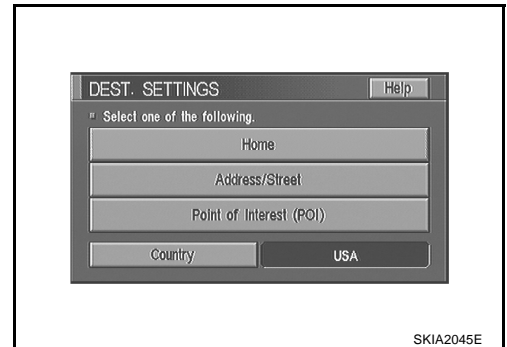 DEST. SETTINGS Help
Select one of the following.
Home
Address/Street
Point of Interest (POI)
Country USA
SKIA2045E